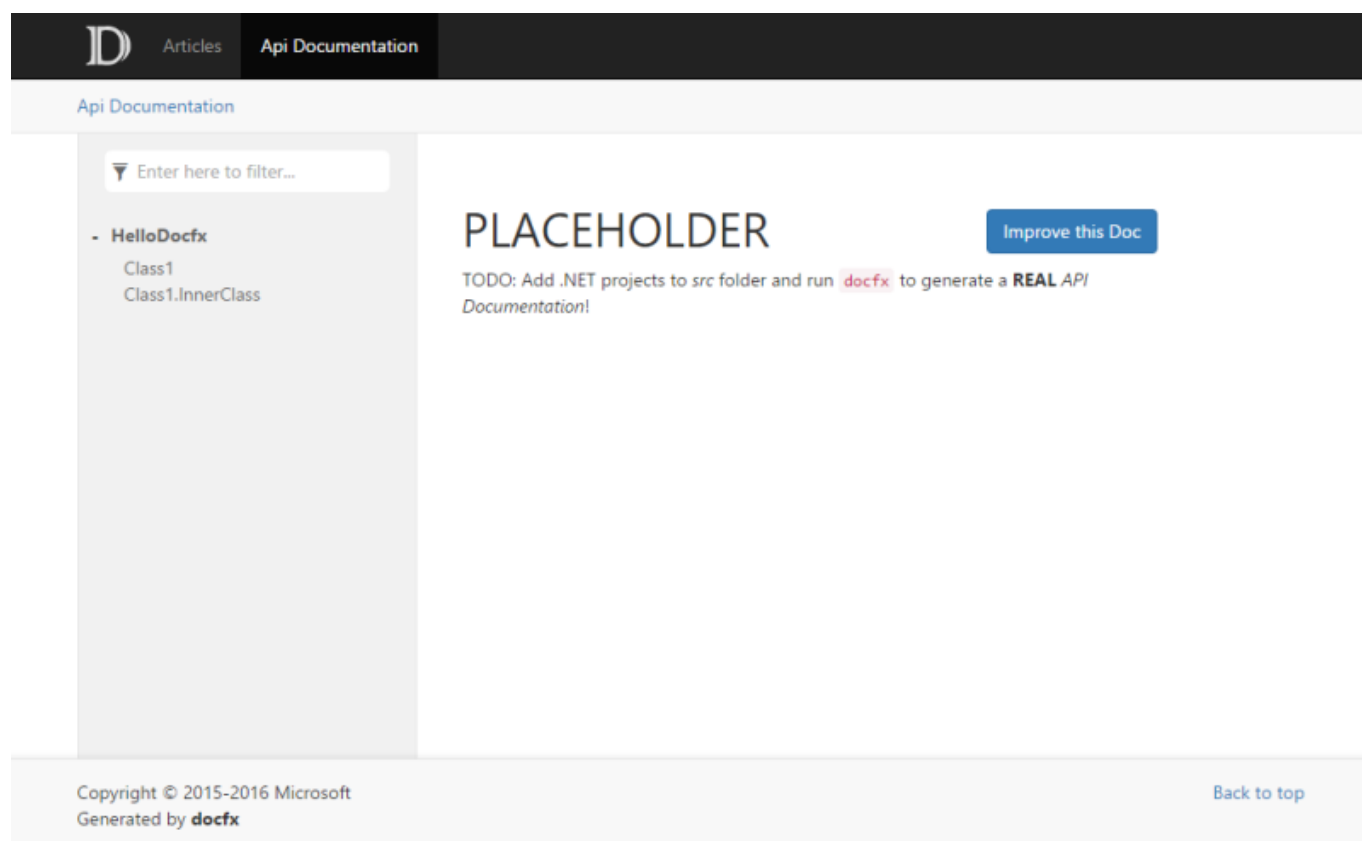 Articles
Api Documentation
Api Documentation
Enter here to filter...
- HelloDocfx
Class1
Class1.InnerClass
PLACEHOLDER
Improve this Doc
TODO: Add .NET projects to src folder and run docfx to generate a REAL API
Documentation!
Copyright © 2015-2016 Microsoft
Generated by docfx
Back to top